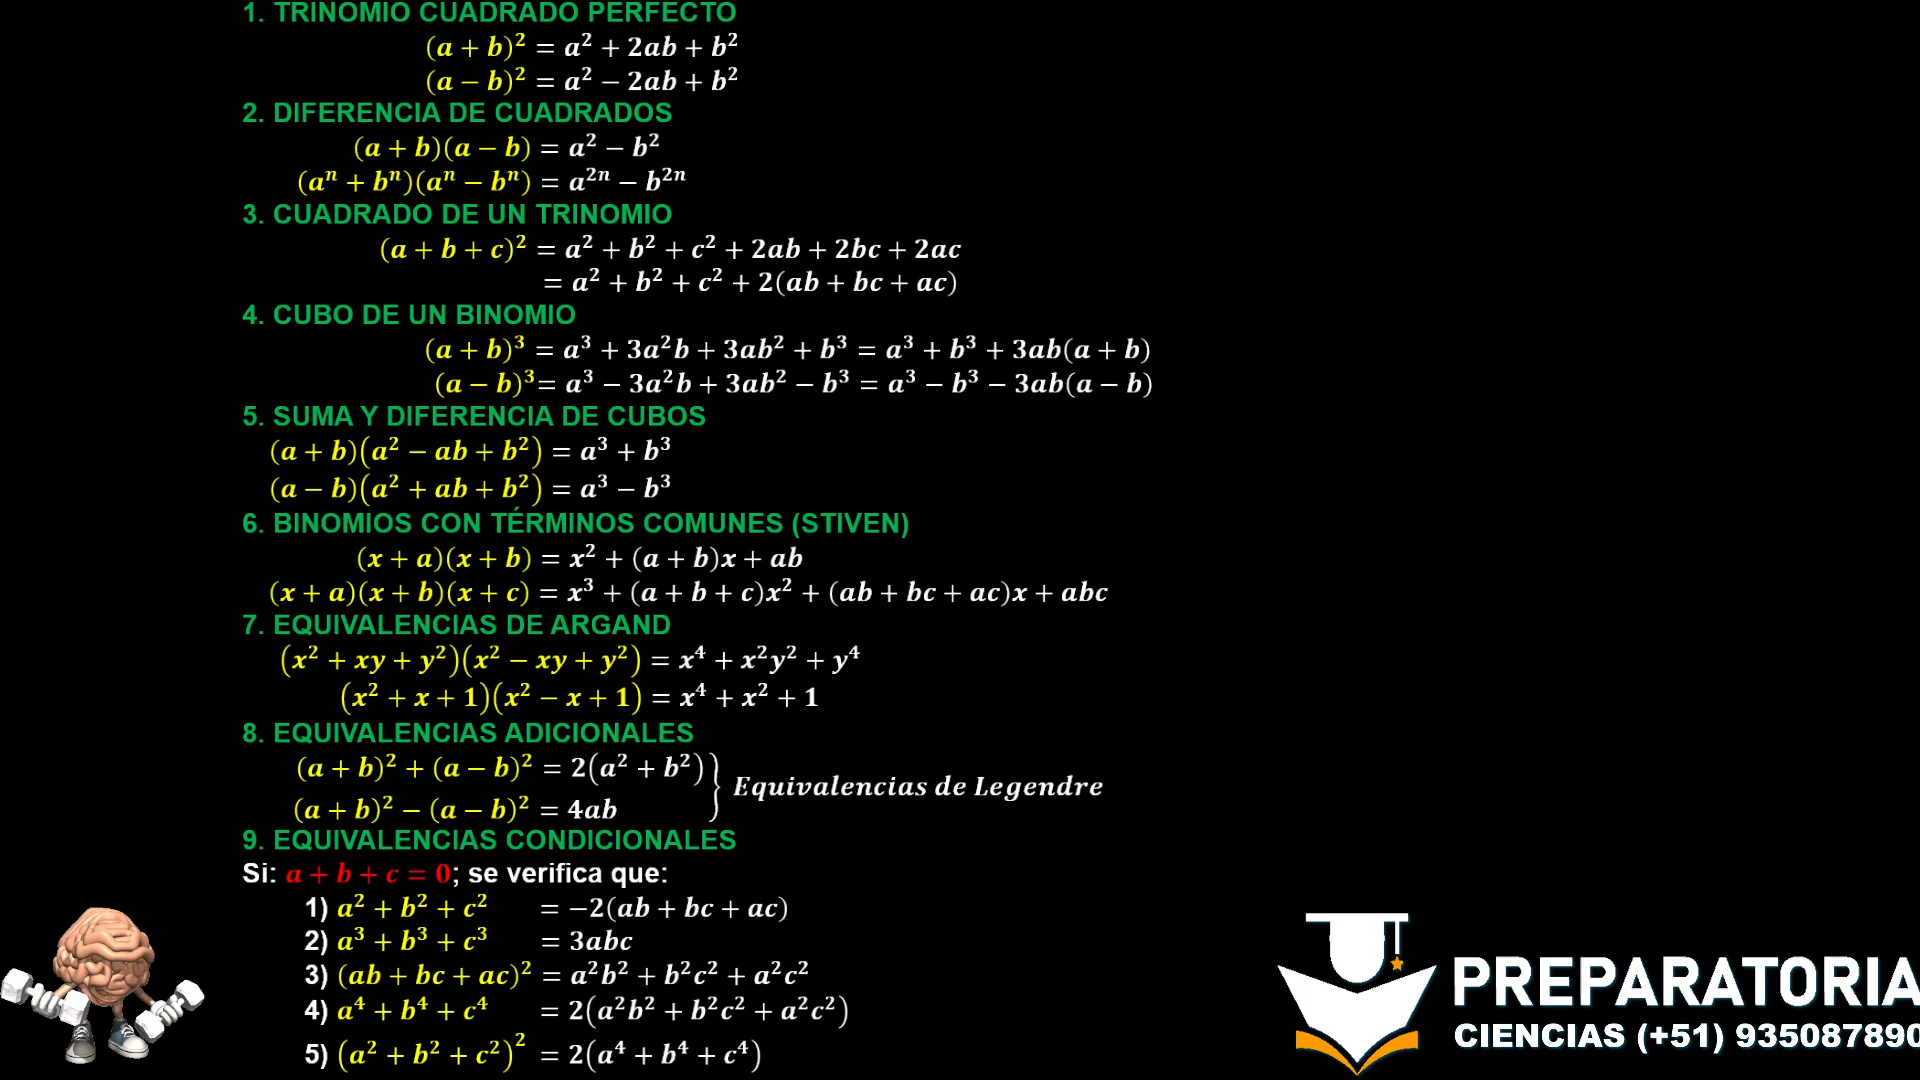 1. TRINOMIO CUADRADO PERFECTO
(a + b)² = a² + 2ab + b²
(a − b)² = a² − 2ab + b²
2. DIFERENCIA DE CUADRADOS
(a + b)(a − b) = a² − b²
(aⁿ + bⁿ)(aⁿ − bⁿ) = a²ⁿ − b²ⁿ
3. CUADRADO DE UN TRINOMIO
(a + b + c)² = a² + b² + c² + 2ab + 2bc + 2ac
= a² + b² + c² + 2(ab + bc + ac)
4. CUBO DE UN BINOMIO
(a + b)³ = a³ + 3a²b + 3ab² + b³ = a³ + b³ + 3ab(a + b)
(a − b)³= a³ − 3a²b + 3ab² − b³ = a³ − b³ − 3ab(a − b)
5. SUMA Y DIFERENCIA DE CUBOS
(a + b)(a² − ab + b²) = a³ + b³
(a − b)(a² + ab + b²) = a³ − b³
6. BINOMIOS CON TÉRMINOS COMUNES (STIVEN)
(x + a)(x + b) = x² + (a + b)x + ab
(x + a)(x + b)(x + c) = x³ + (a + b + c)x² + (ab + bc + ac)x + abc
7. EQUIVALENCIAS DE ARGAND
(x² + xy + y²)(x² − xy + y²) = x⁴ + x²y² + y⁴
(x² + x + 1)(x² − x + 1) = x⁴ + x² + 1
8. EQUIVALENCIAS ADICIONALES
(a + b)² + (a − b)² = 2(a² + b²)
(a + b)² − (a − b)² = 4ab
} Equivalencias de Legendre
9. EQUIVALENCIAS CONDICIONALES
Si: a + b + c = 0; se verifica que:
1) a² + b² + c² = −2(ab + bc + ac)
2) a³ + b³ + c³ = 3abc
3) (ab + bc + ac)² = a²b² + b²c² + a²c²
4) a⁴ + b⁴ + c⁴ = 2(a²b² + b²c² + a²c²)
5) (a² + b² + c²)² = 2(a⁴ + b⁴ + c⁴)
PREPARATORIA
CIENCIAS (+51) 935087890